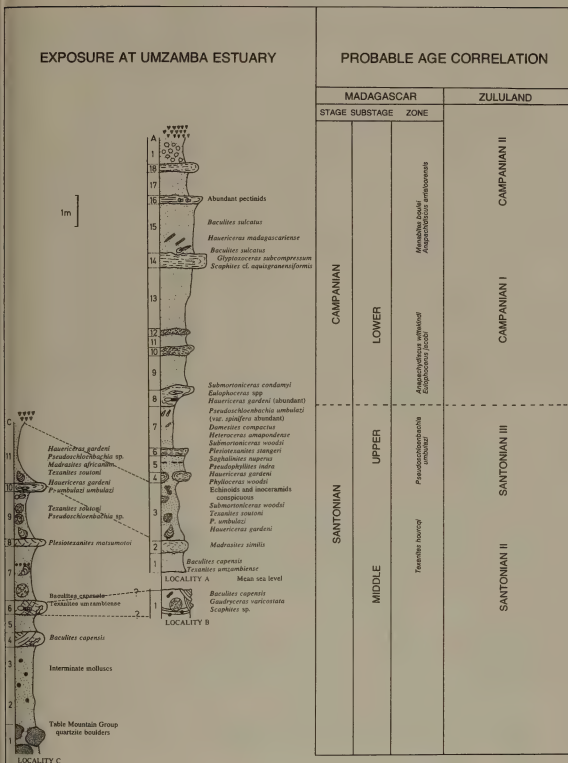 EXPOSURE AT UMZAMBA ESTUARY
PROBABLE AGE CORRELATION
MADAGASCAR
ZULULAND
STAGE SUBSTAGE ZONE
1m
A
1
18
17
16
Abundant pectinids
15
Baculites sulcatus
Hauericeras madagascariense
Baculites sulcatus
Glyptoxoceras subcompressum
14
Scaphites cf. aquisgranensiformis
13
12
11
10
9
8
Submortoniceras condamyi
Eulophoceras spp
Hauericeras gardeni (abundant)
Pseudoschloenbachia umbulazi
(var. spinifera abundant)
7
Damesites compactus
Heteroceras umapondense
Submortoniceras woodsi
6
Plesiotexanites stangeri
5
Saghalinites nuperus
Pseudophyllites indra
4
Hauericeras gardeni
Phylloceras woodsi
Echinoids and inoceramids
conspicuous
3
Submortoniceras woodsi
Texanites soutoni
P. umbulazi
Hauericeras gardeni
2
Madrasites similis
1
Baculites capensis
Texanites umzambiense
LOCALITY A
Mean sea level
1
Baculites capensis
Gaudryceras varicostata
Scaphites sp.
LOCALITY B
C
11
Hauericeras gardeni
Pseudoschloenbachia sp.
Madrasites africanum
Texanites soutoni
10
Hauericeras gardeni
P. umbulazi umbulazi
9
Texanites soutoni
Pseudoschloenbachia sp.
8
Plesiotexanites matsumotoi
7
Baculites capensis
?
6
Texanites umzambiense
?
5
4
Baculites capensis
3
Interminate molluscs
2
Table Mountain Group
quartzite boulders
1
LOCALITY C
CAMPANIAN
LOWER
Menabites boulei
Anapachydiscus arrialoorensis
Anapachydiscus wittekindi
Eulophoceras jacobi
CAMPANIAN II
CAMPANIAN I
SANTONIAN
UPPER
Pseudoschloenbachia
umbulazi
SANTONIAN III
MIDDLE
Texanites hourcqi
SANTONIAN II